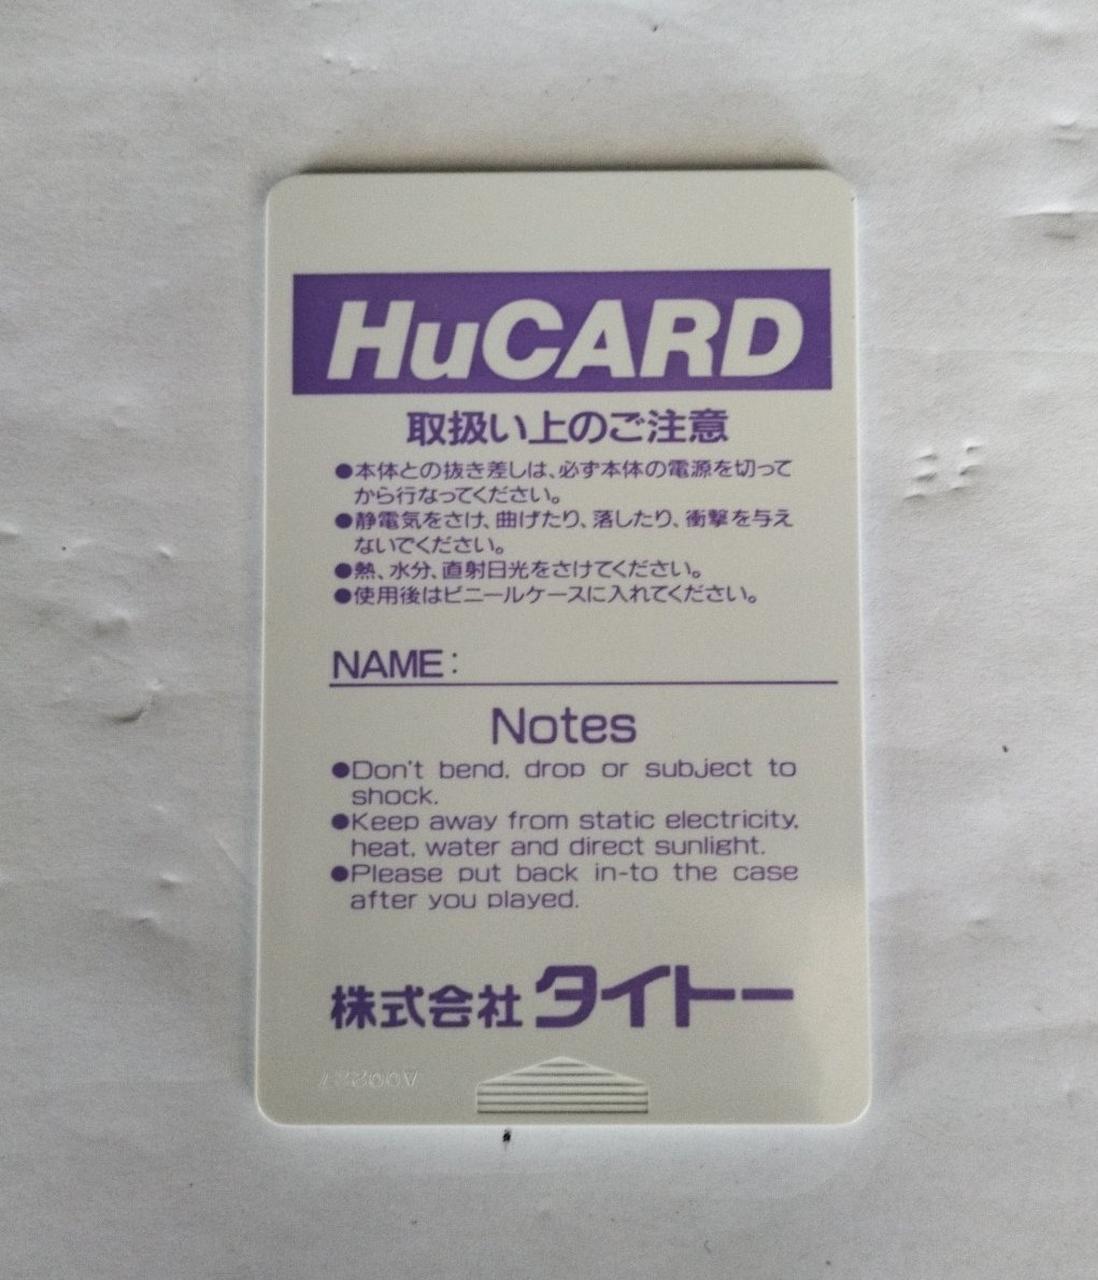 HuCARD
取扱い上のご注意
●本体との抜き差しは、必ず本体の電源を切って
から行なってください。
●静電気をさけ、曲げたり、落したり、衝撃を与え
ないでください。
●熱、水分、直射日光をさけてください。
●使用後はビニールケースに入れてください。
NAME:
Notes
●Don't bend, drop or subject to
shock.
●Keep away from static electricity,
heat, water and direct sunlight.
●Please put back in-to the case
after you played.
株式会社タイトー